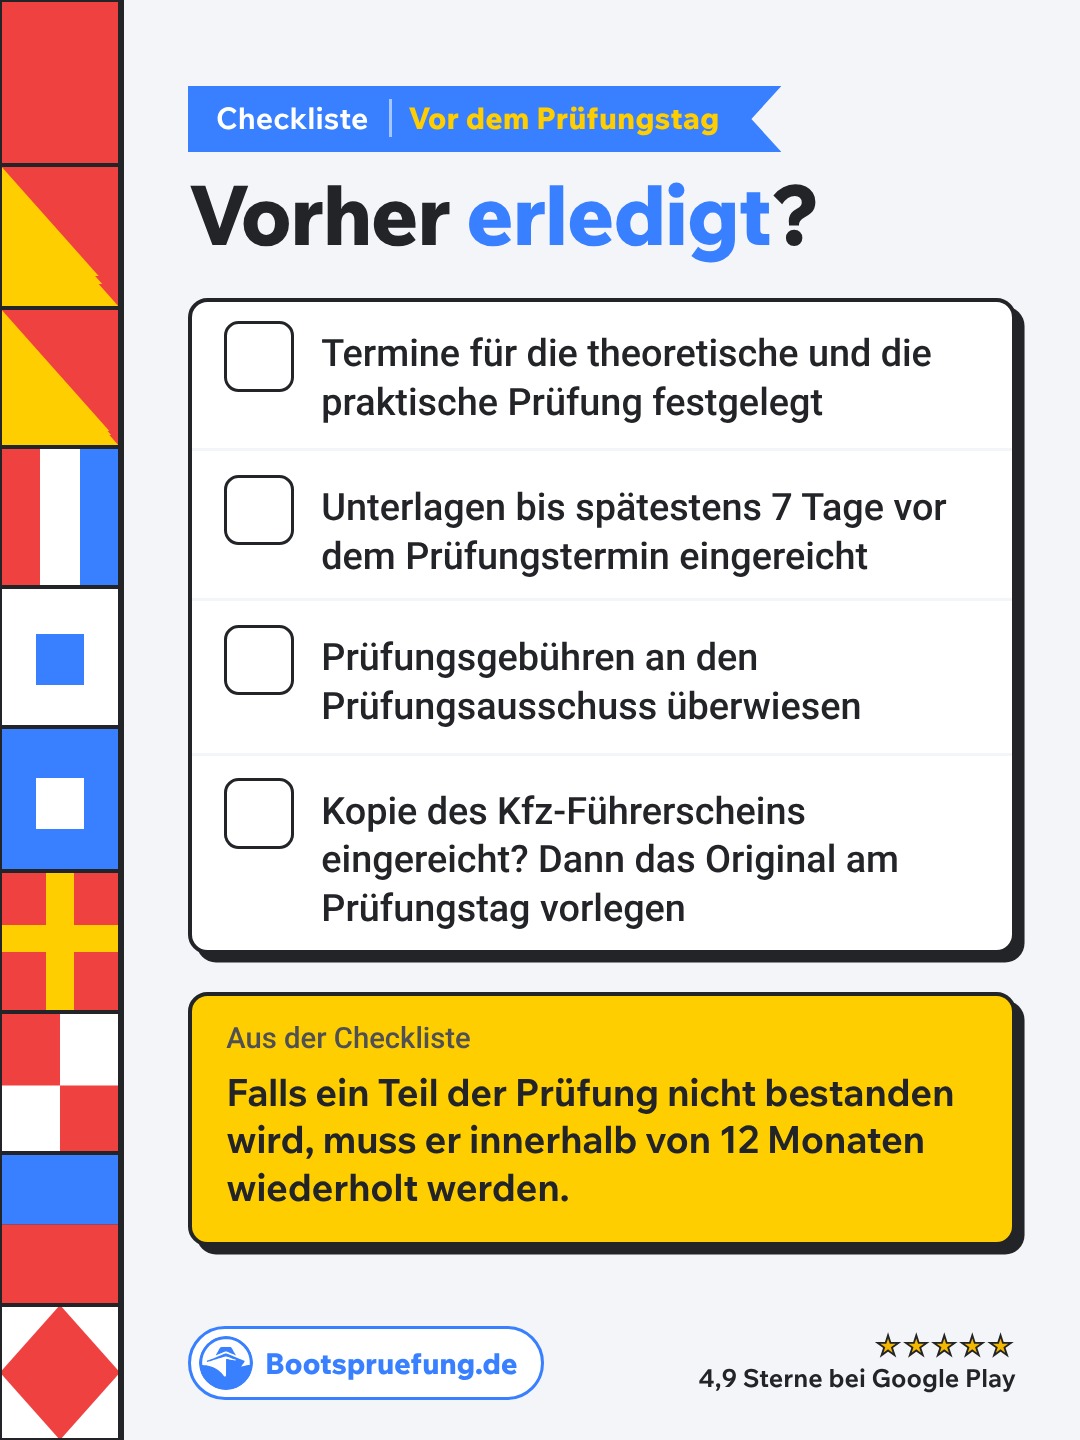 Checkliste | Vor dem Prüfungstag
Vorher erledigt?
Termine für die theoretische und die
praktische Prüfung festgelegt
Unterlagen bis spätestens 7 Tage vor
dem Prüfungstermin eingereicht
Prüfungsgebühren an den
Prüfungsausschuss überwiesen
Kopie des Kfz-Führerscheins
eingereicht? Dann das Original am
Prüfungstag vorlegen
Aus der Checkliste
Falls ein Teil der Prüfung nicht bestanden
wird, muss er innerhalb von 12 Monaten
wiederholt werden.
Bootspruefung.de
4,9 Sterne bei Google Play